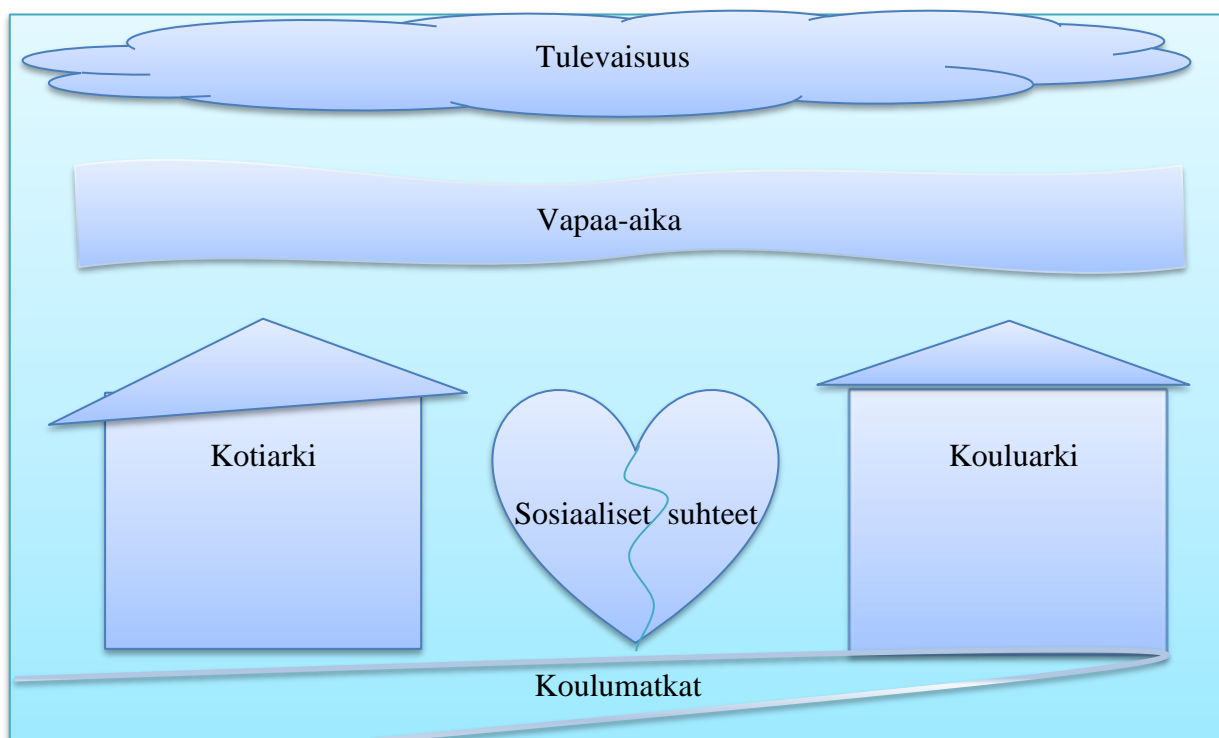 Tulevaisuus
Vapaa-aika
Kotiarki
Kouluarki
Sosiaaliset suhteet
Koulumatkat